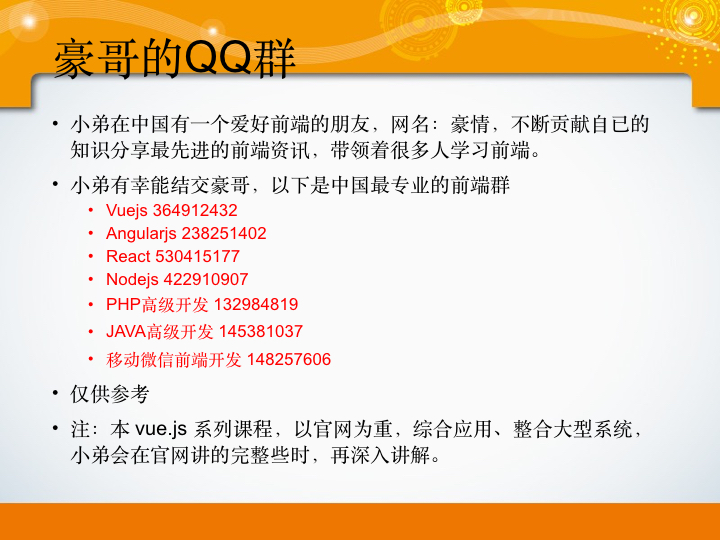 豪哥的QQ群
• 小弟在中国有一个爱好前端的朋友，网名：豪情，不断贡献自已的
知识分享最先进的前端资讯，带领着很多人学习前端。
• 小弟有幸能结交豪哥，以下是中国最专业的前端群
• Vuejs 364912432
• Angularjs 238251402
• React 530415177
• Nodejs 422910907
• PHP高级开发 132984819
• JAVA高级开发 145381037
• 移动微信前端开发 148257606
• 仅供参考
• 注：本 vue.js 系列课程，以官网为重，综合应用、整合大型系统，
小弟会在官网讲的完整些时，再深入讲解。